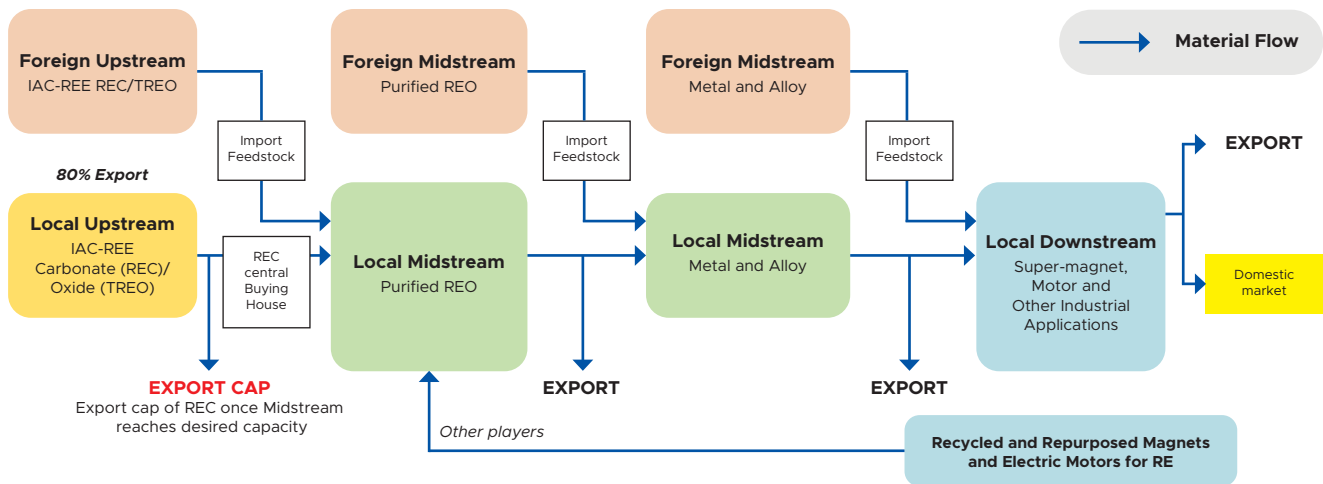 Foreign Upstream
IAC-REE REC/TREO
Foreign Midstream
Purified REO
Foreign Midstream
Metal and Alloy
Material Flow
Import
Feedstock
Import
Feedstock
Import
Feedstock
EXPORT
80% Export
Local Upstream
IAC-REE
Carbonate (REC)/
Oxide (TREO)
REC
central
Buying
House
Local Midstream
Purified REO
Local Midstream
Metal and Alloy
Local Downstream
Super-magnet,
Motor and
Other Industrial
Applications
Domestic
market
EXPORT CAP
Export cap of REC once Midstream
reaches desired capacity
EXPORT
EXPORT
Other players
Recycled and Repurposed Magnets
and Electric Motors for RE